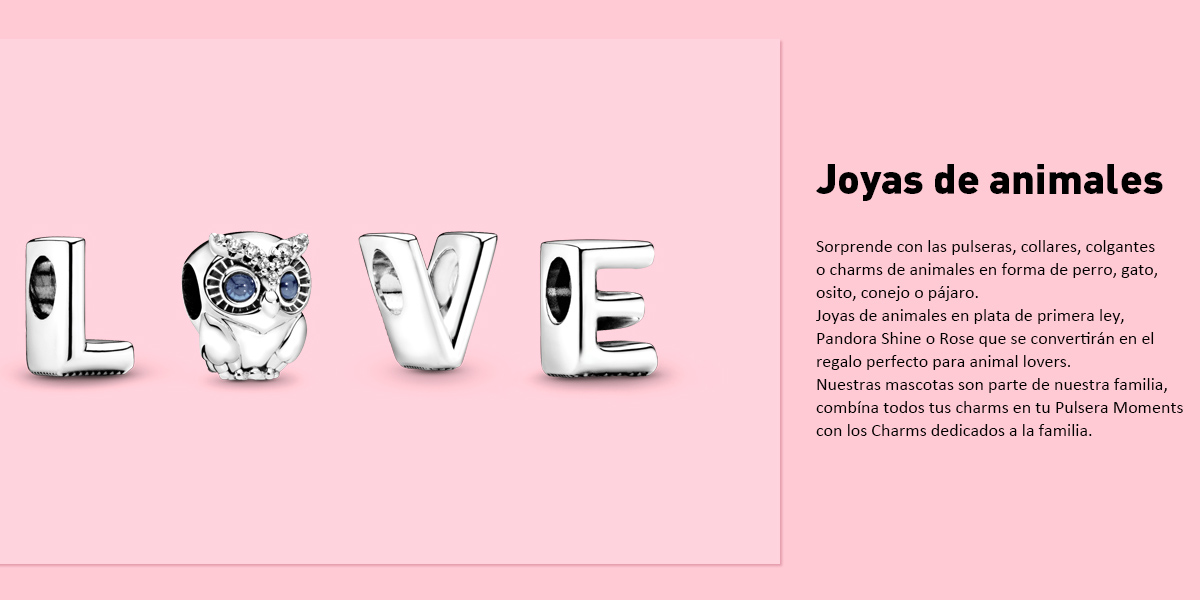 L VE
Joyas de animales
Sorprende con las pulseras, collares, colgantes
o charms de animales en forma de perro, gato,
osito, conejo o pájaro.
Joyas de animales en plata de primera ley,
Pandora Shine o Rose que se convertirán en el
regalo perfecto para animal lovers.
Nuestras mascotas son parte de nuestra familia,
combína todos tus charms en tu Pulsera Moments
con los Charms dedicados a la familia.